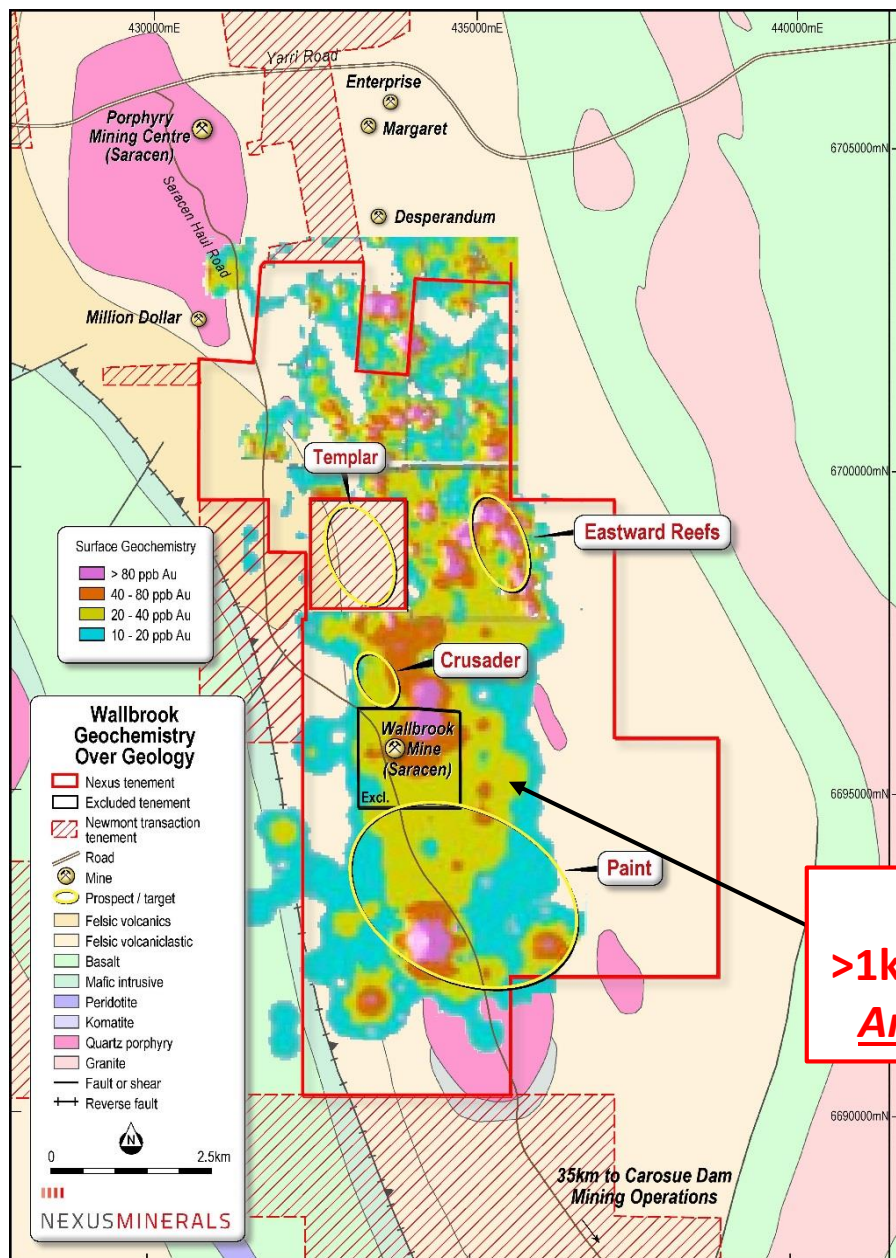 430000mE
435000mE
440000mE
Yarri Road
Enterprise
Margaret
Porphyry
Mining Centre
(Saracen)
6705000mN
Saracen Haul Road
Desperandum
Million Dollar
Templar
6700000mN
Eastward Reefs
Surface Geochemistry
> 80 ppb Au
40 - 80 ppb Au
20 - 40 ppb Au
10 - 20 ppb Au
Crusader
Wallbrook
Mine
(Saracen)
Excl.
6695000mN
Paint
>1k
An
Wallbrook
Geochemistry
Over Geology
Nexus tenement
Excluded tenement
Newmont transaction
tenement
Road
Mine
Prospect / target
Felsic volcanics
Felsic volcaniclastic
Basalt
Mafic intrusive
Peridotite
Komatite
Quartz porphyry
Granite
Fault or shear
Reverse fault
N
0 2.5km
NEXUSMINERALS
6690000mN
35km to Carosue Dam
Mining Operations